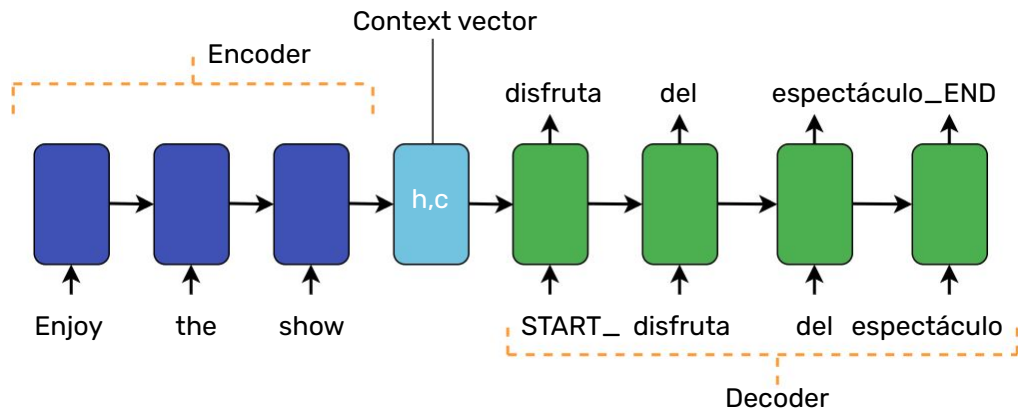 Context vector
Encoder
disfruta del espectáculo_END
h,c
Enjoy the show START_ disfruta del espectáculo
Decoder